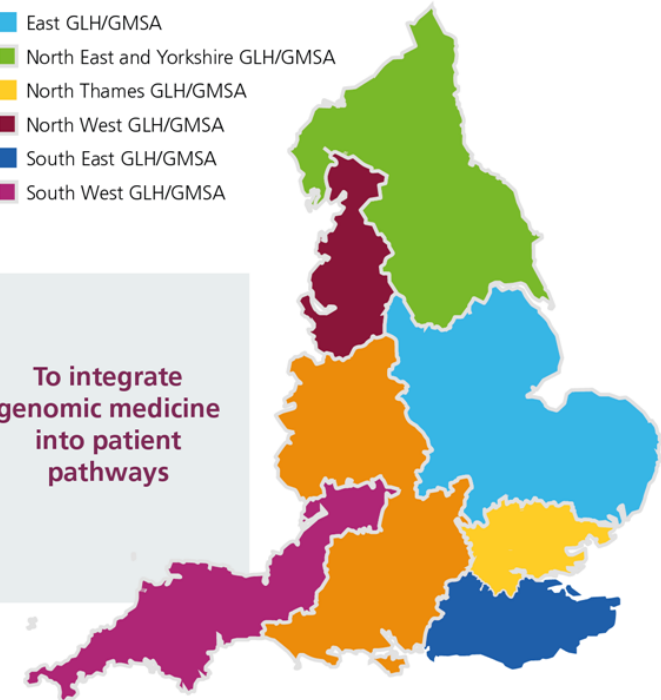 East GLH/GMSA
North East and Yorkshire GLH/GMSA
North Thames GLH/GMSA
North West GLH/GMSA
South East GLH/GMSA
South West GLH/GMSA
To integrate
genomic medicine
into patient
pathways